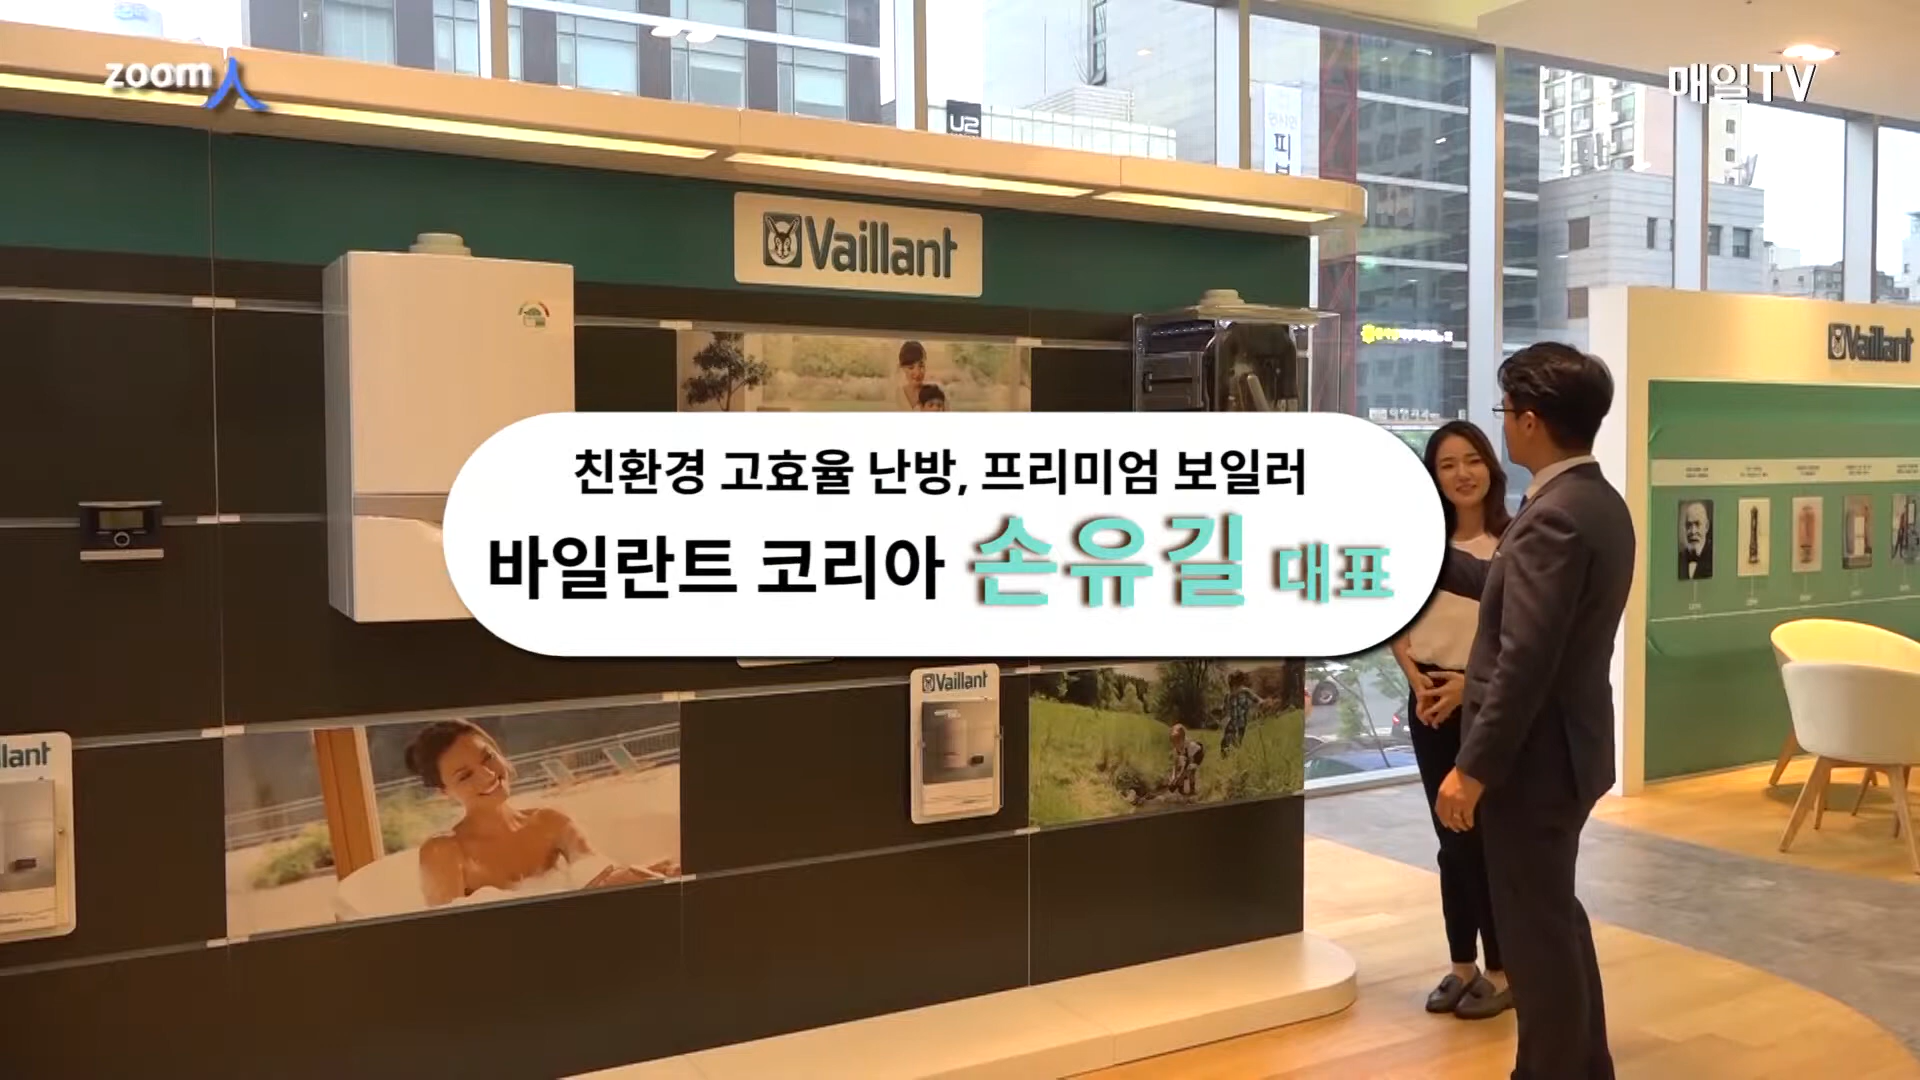 zoom人
매일TV
U2
Vaillant
Vaillant
친환경 고효율 난방, 프리미엄 보일러
바일란트 코리아 손유길 대표
Vaillant
llant